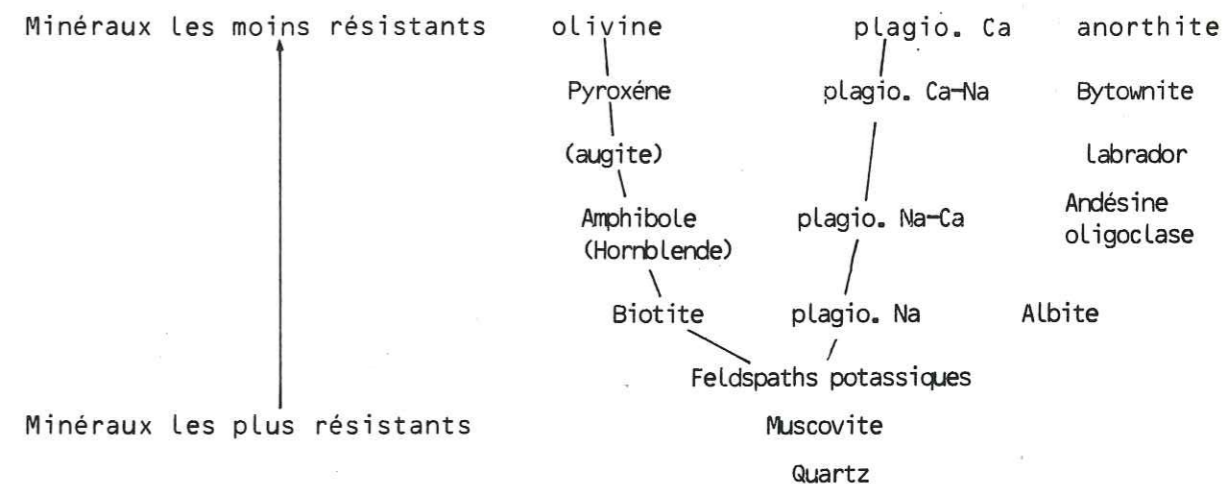 Minéraux les moins résistants olivine plagio. Ca anorthite
Pyroxéne plagio. Ca-Na Bytownite
(augite) labrador
Amphibole plagio. Na-Ca Andésine
(Hornblende) oligoclase
Biotite plagio. Na Albite
Feldspaths potassiques
Minéraux les plus résistants Muscovite
Quartz